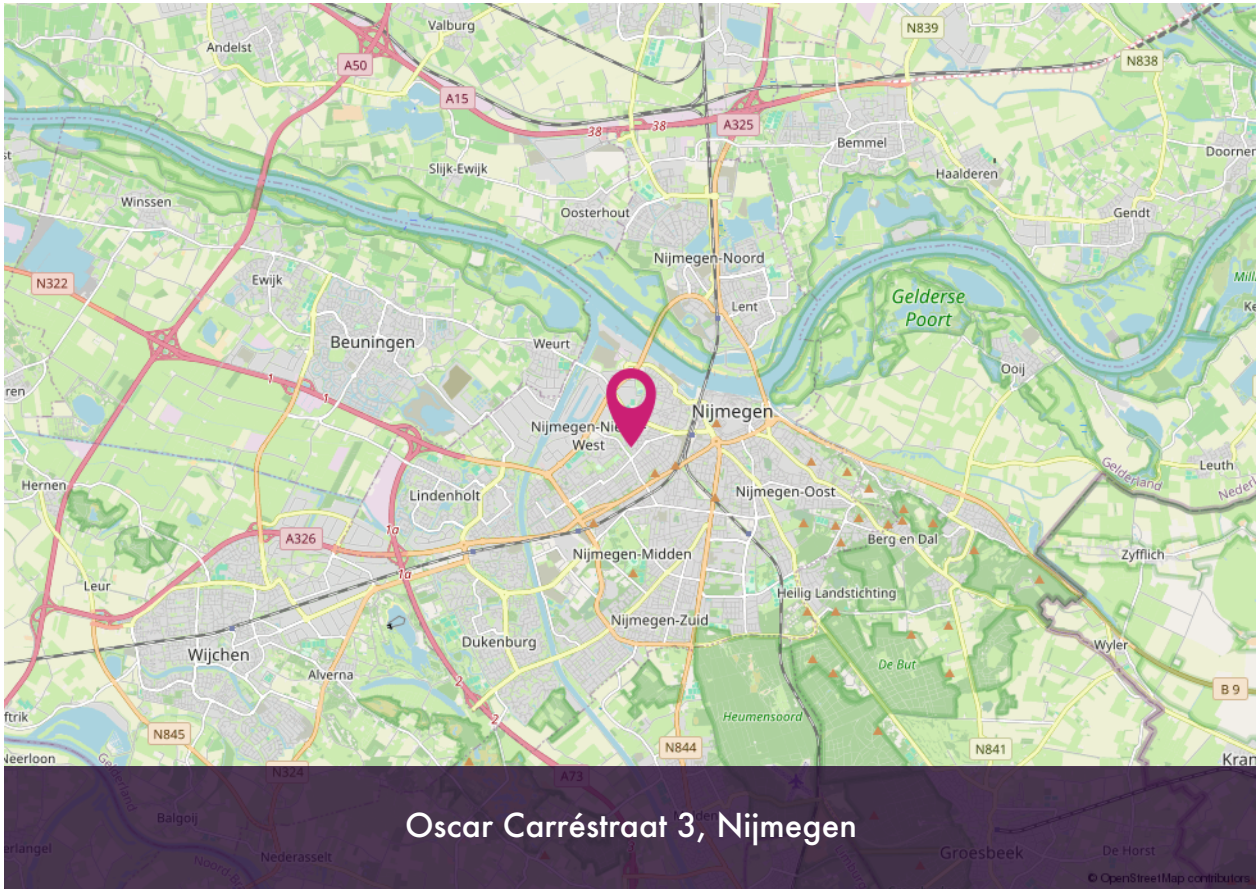 Valburg
N839
Andelst
N838
A50
A15
38
38
A325
Bemmel
Slijk-Ewijk
Haalderen
Winssen
Oosterhout
Gendt
Nijmegen-Noord
N322
Ewijk
Gelderse
Poort
Lent
Beuningen
Weurt
Ooij
1
1
Nijmegen
West
Leuth
Gelderland
Hernen
Lindenholt
Nijmegen-Oost
1a
A326
Berg en Dal
Nijmegen-Midden
Zyfflich
1a
Leur
Heilig Landstichting
Nijmegen-Zuid
Dukenburg
Wyler
Wijchen
De But
Alverna
2
B 9
2
Heumensoord
N845
N844
N841
Neerloon
N324
A73
Balgoij
Oscar Carréstraat 3, Nijmegen
Nederasselt
Groesbeek
De Horst
© OpenStreetMap contributors